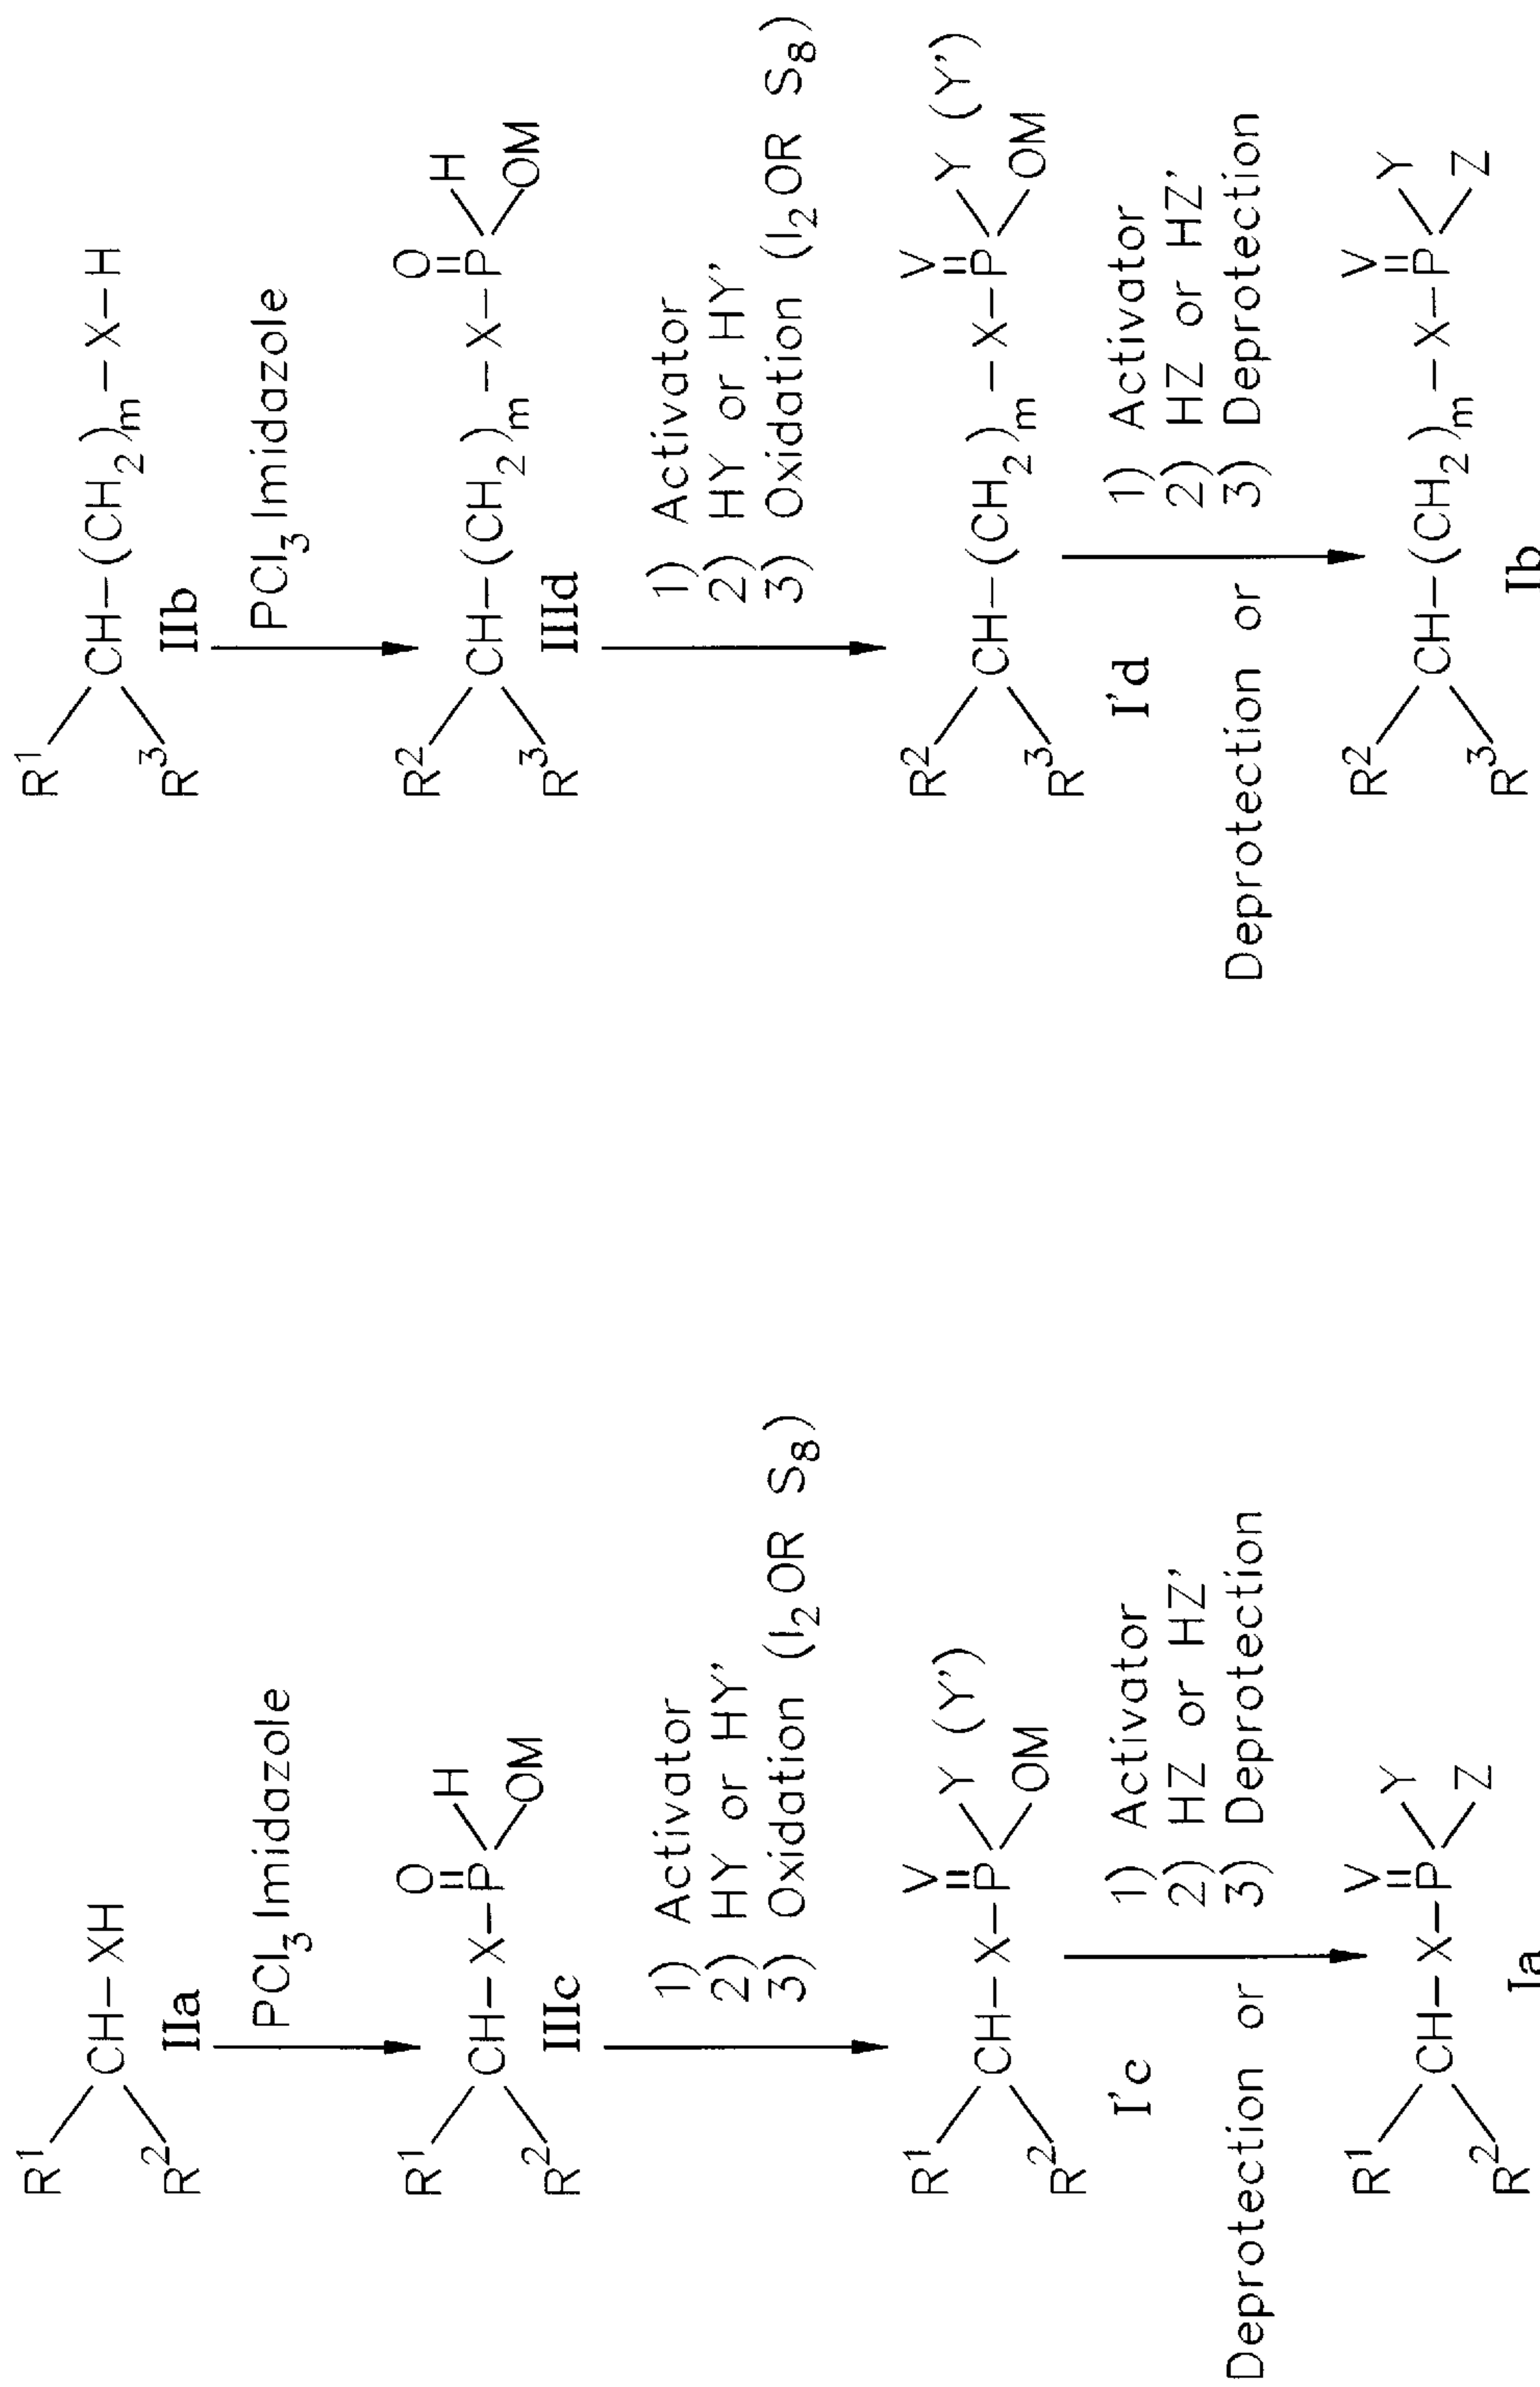 R¹
CH–XH
R²
IIa
PCl₃ Imidazole
R¹
O
H
CH–X–P
OM
R²
IIIc
1) Activator
2) HY or HY'
3) Oxidation (I₂ OR S₈)
R¹
V
Y (Y')
CH–X–P
OM
R²
I'c
1) Activator
2) HZ or HZ'
Deprotection or 3) Deprotection
R¹
V
Y
CH–X–P
Z
R²
Ia
R¹
CH–(CH₂)m–X–H
R³
IIb
PCl₃ Imidazole
R²
O
H
CH–(CH₂)m–X–P
OM
R³
IIId
1) Activator
2) HY or HY'
3) Oxidation (I₂ OR S₈)
R²
V
Y (Y')
CH–(CH₂)m–X–P
OM
R³
I'd
1) Activator
2) HZ or HZ'
Deprotection or 3) Deprotection
R²
V
Y
CH–(CH₂)m–X–P
Z
R³
Ib